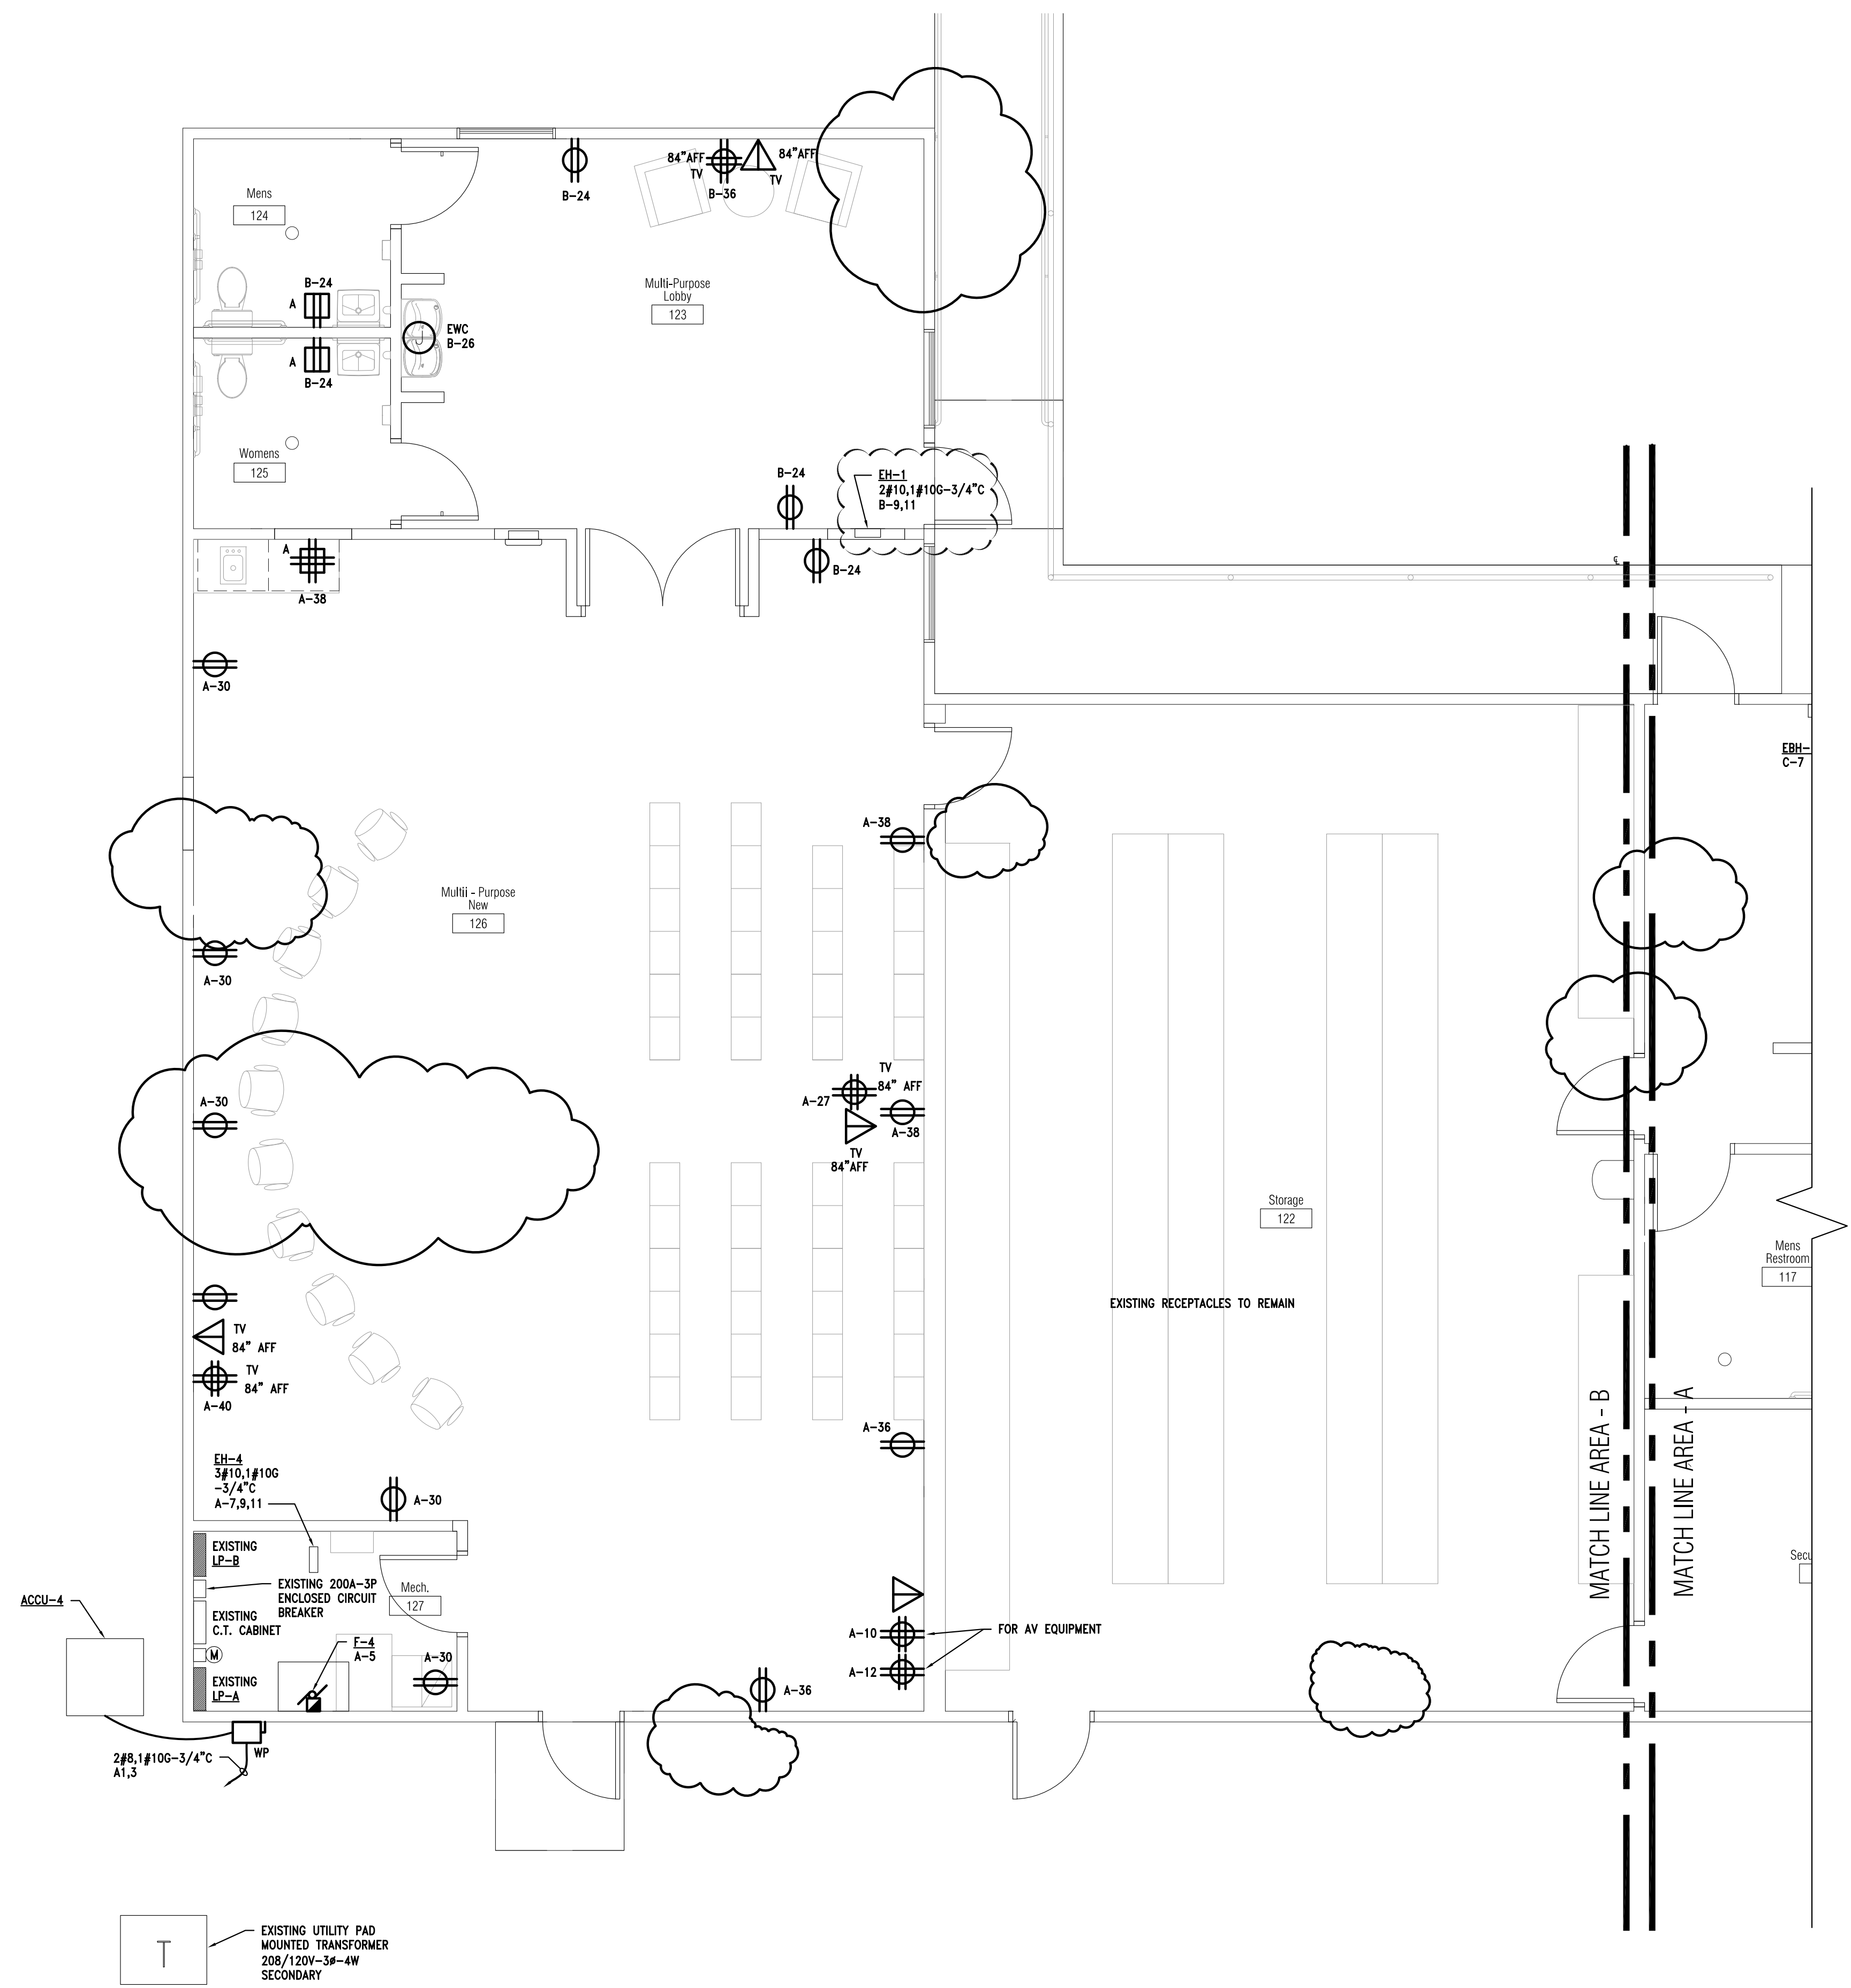 84”AFF
TV
B-36
84”AFF
TV
B-24
Mens
124
B-24
A
Multi-Purpose
Lobby
123
EWC
B-26
A
B-24
Womens
125
B-24
EH-1
2#10,1#10G-3/4”C
B-9,11
A
A-38
B-24
℄
A-30
EBH-
C-7
A-38
Multii - Purpose
New
126
A-30
TV
84” AFF
A-27
A-38
TV
84”AFF
A-30
Storage
122
Mens
Restroom
117
EXISTING RECEPTACLES TO REMAIN
TV
84” AFF
TV
84” AFF
A-40
MATCH LINE AREA - B
MATCH LINE AREA - A
A-36
EH-4
3#10,1#10G
-3/4”C
A-7,9,11
A-30
EXISTING
LP-B
Secu
EXISTING 200A-3P
ENCLOSED CIRCUIT
BREAKER
Mech.
127
ACCU-4
EXISTING
C.T. CABINET
M
F-4
A-5
A-30
A-10
FOR AV EQUIPMENT
A-12
EXISTING
LP-A
A-36
WP
2#8,1#10G-3/4”C
A1,3
T
EXISTING UTILITY PAD
MOUNTED TRANSFORMER
208/120V-3ø-4W
SECONDARY